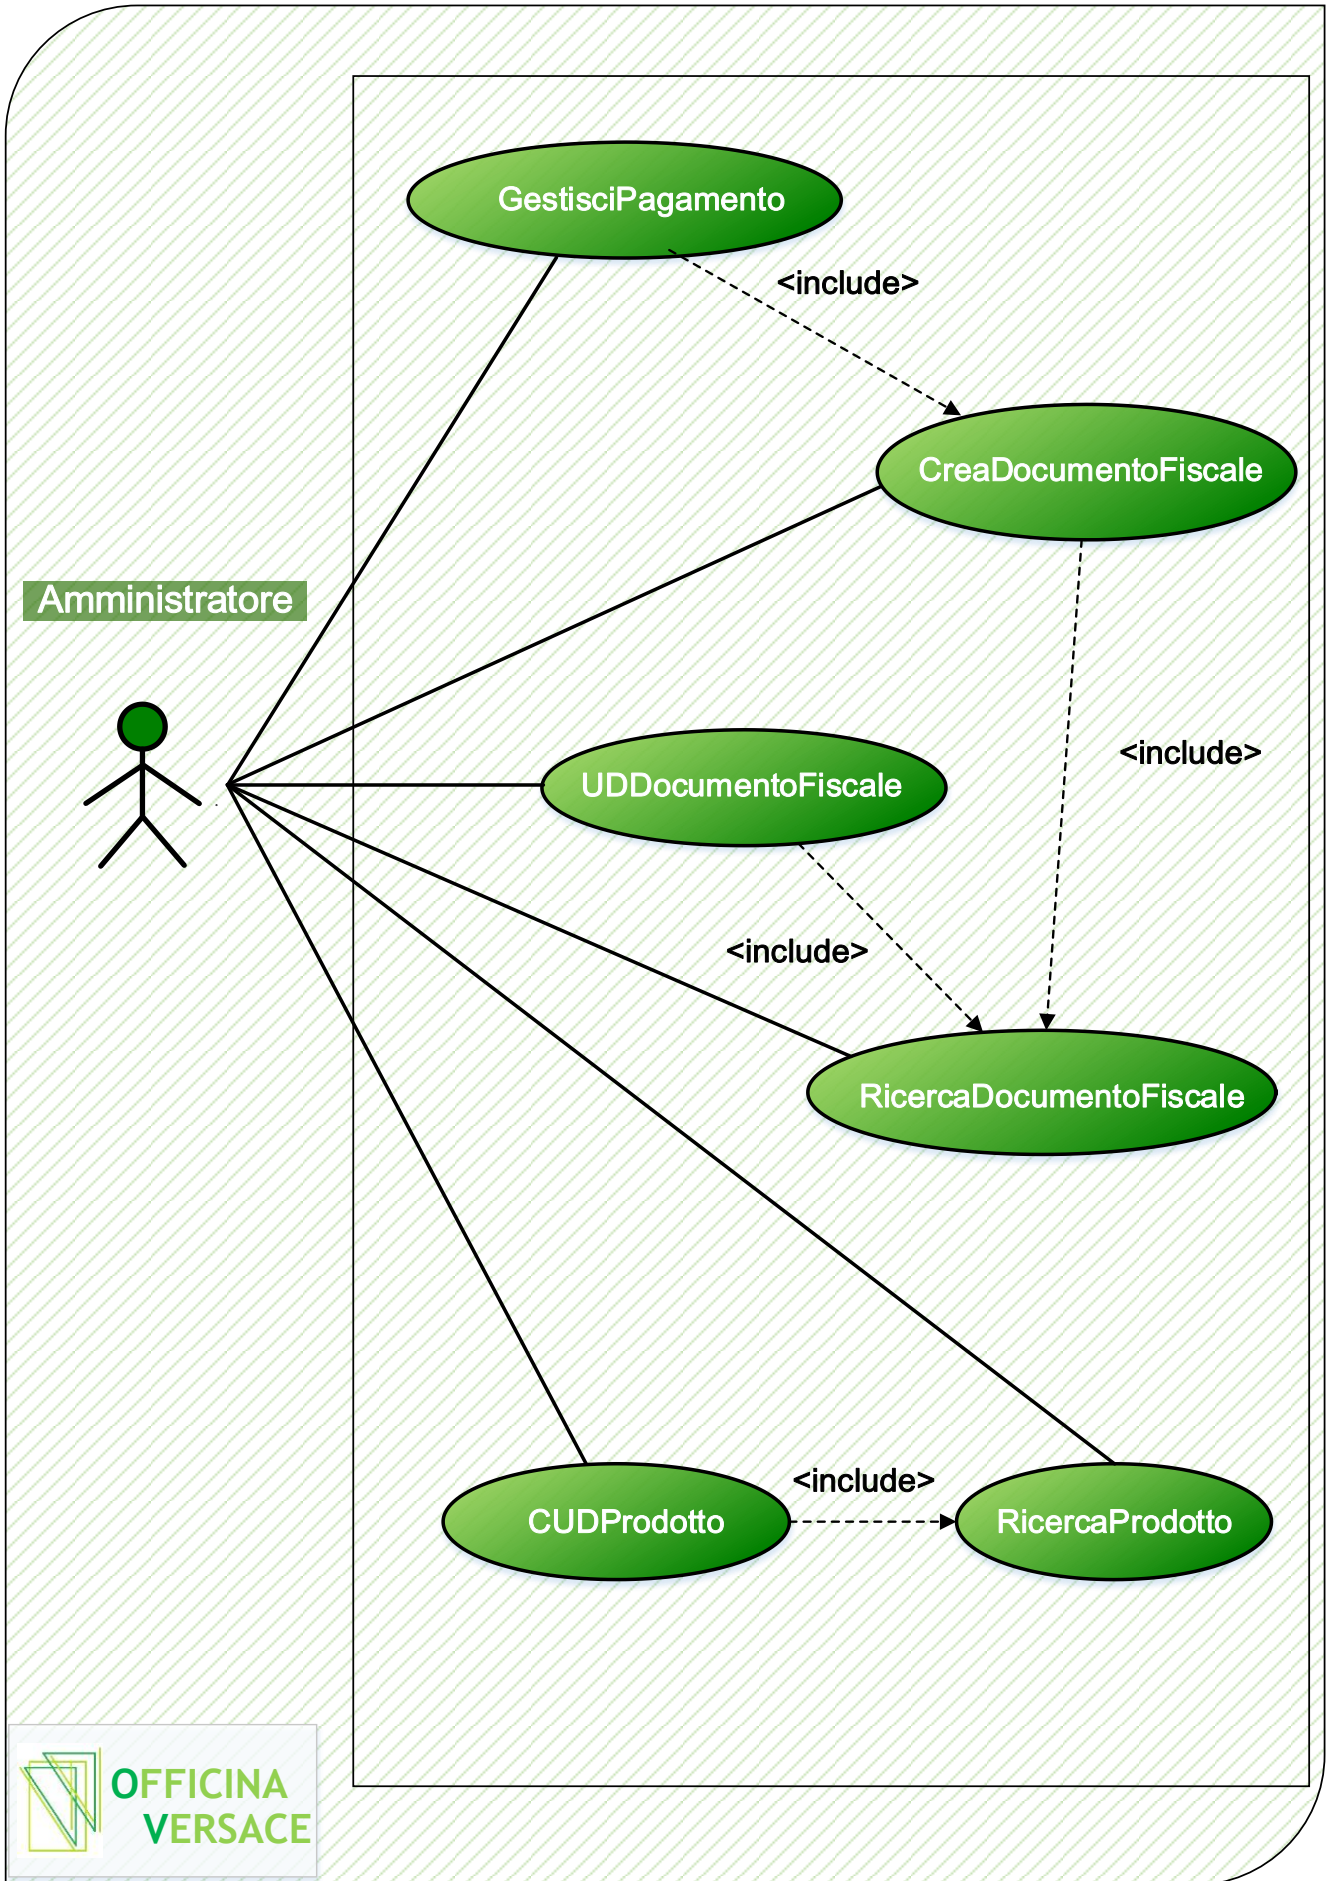 GestisciPagamento
<include>
CreaDocumentoFiscale
Amministratore
<include>
UDDocumentoFiscale
<include>
RicercaDocumentoFiscale
<include>
CUDProdotto
RicercaProdotto
OFFICINA
VERSACE